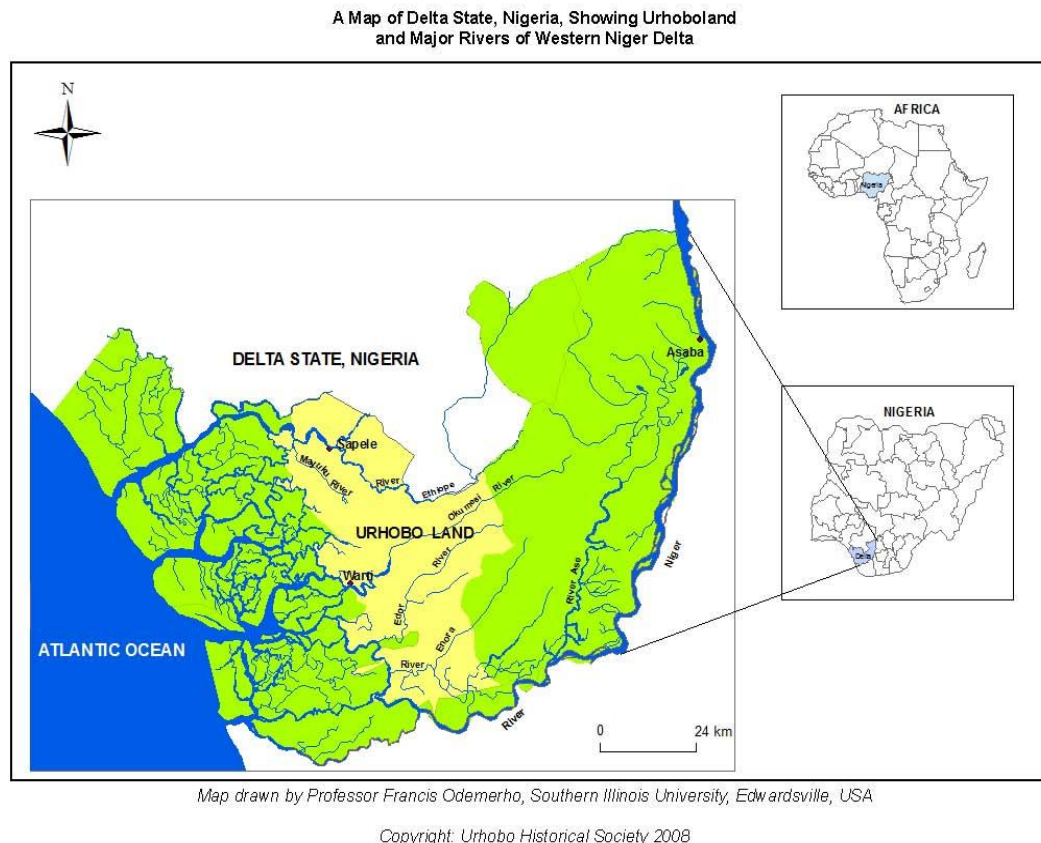 A Map of Delta State, Nigeria, Showing Urhoboland
and Major Rivers of Western Niger Delta
N
AFRICA
Nigeria
DELTA STATE, NIGERIA
Asaba
NIGERIA
Delta
Sapele
River
River
Ethiope
Okumesi River
URHOBO LAND
River
Warri
Edor
River Ase
Niger
Enora
River
ATLANTIC OCEAN
River
0 24 km
Map drawn by Professor Francis Odemerho, Southern Illinois University, Edwardsville, USA
Copyright: Urhobo Historical Society 2008